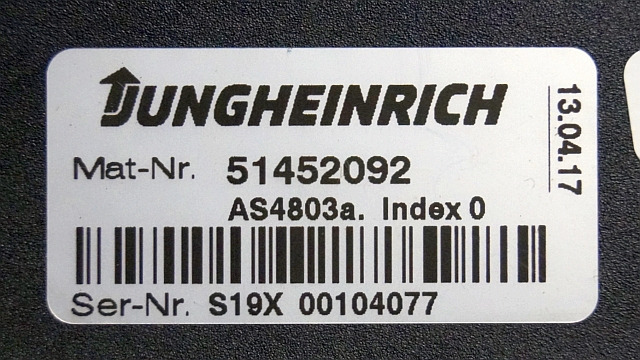 JUNGHEINRICH
13.04.17
Mat-Nr. 51452092
AS4803a. Index 0
Ser-Nr. S19X 00104077